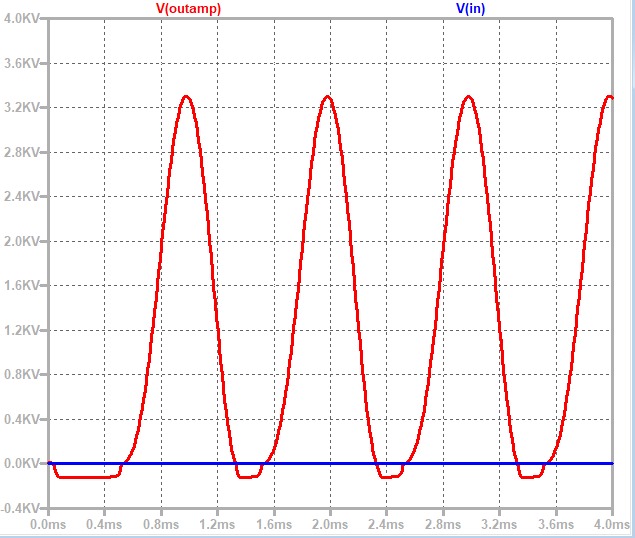 V(outamp) V(in)
4.0KV
3.6KV
3.2KV
2.8KV
2.4KV
2.0KV
1.6KV
1.2KV
0.8KV
0.4KV
0.0KV
-0.4KV
0.0ms 0.4ms 0.8ms 1.2ms 1.6ms 2.0ms 2.4ms 2.8ms 3.2ms 3.6ms 4.0ms